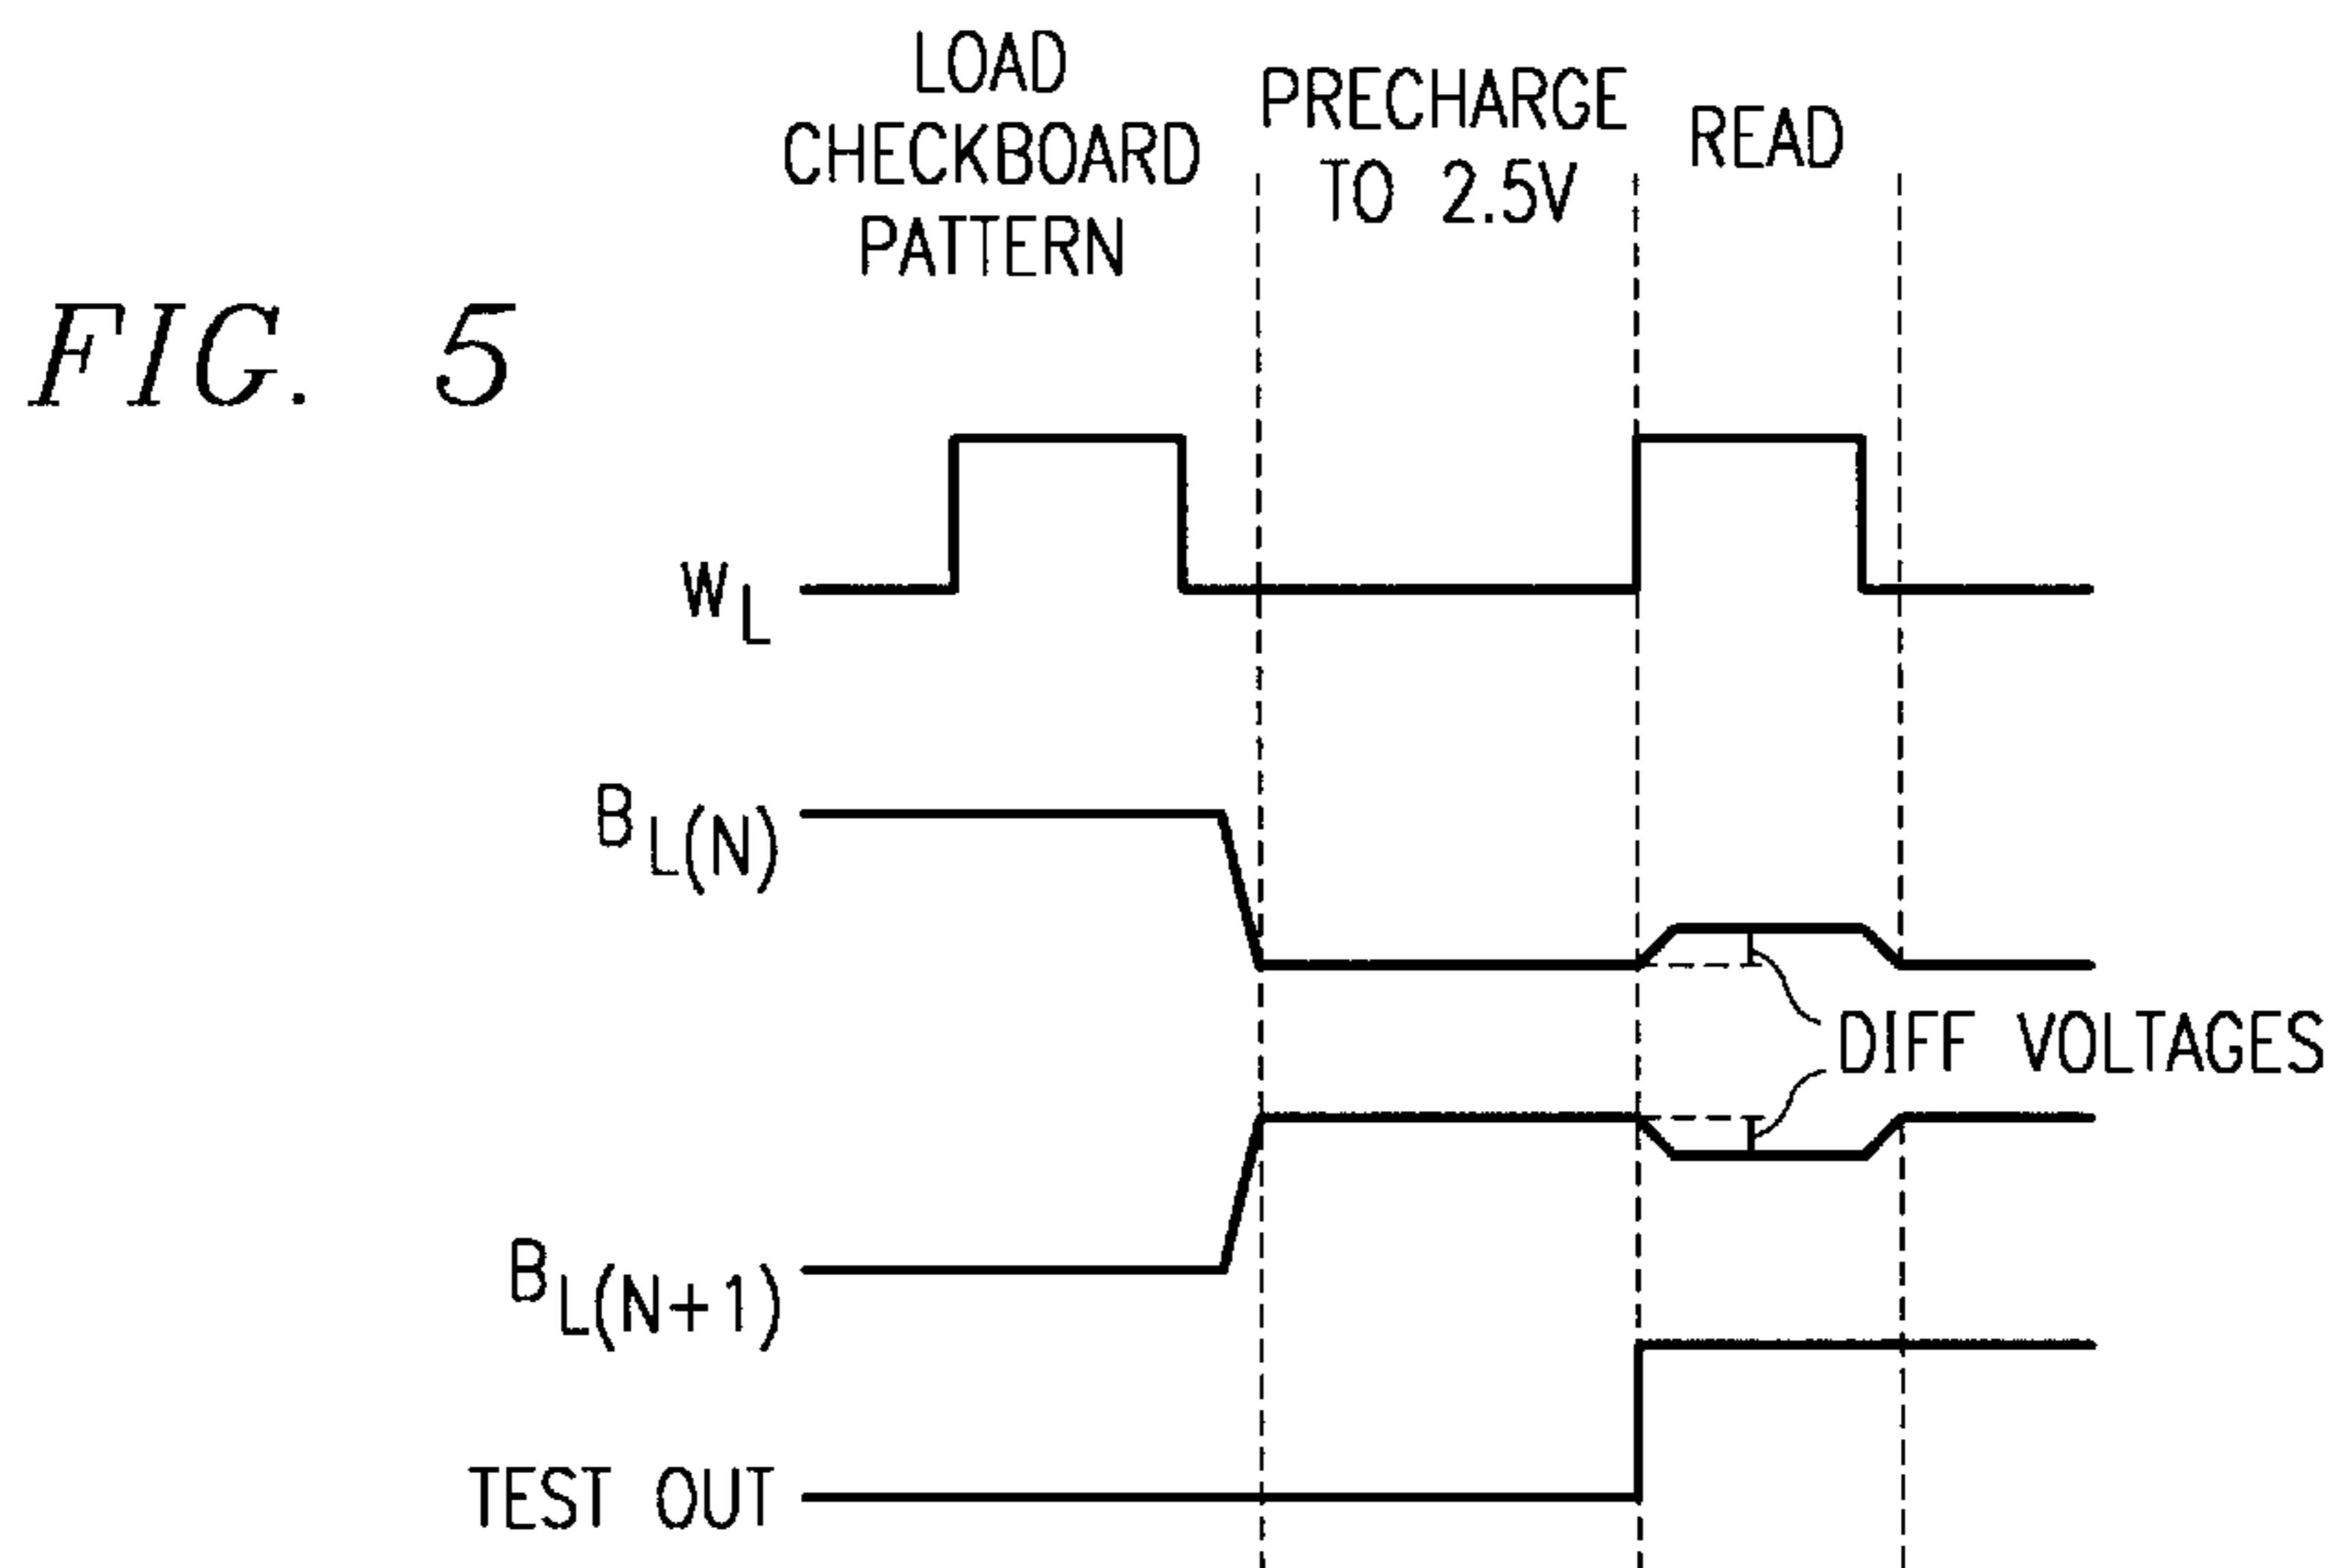 LOAD
CHECKBOARD
PATTERN
PRECHARGE
TO 2.5V
READ
FIG. 5
WL
BL(N)
DIFF VOLTAGES
BL(N+1)
TEST OUT